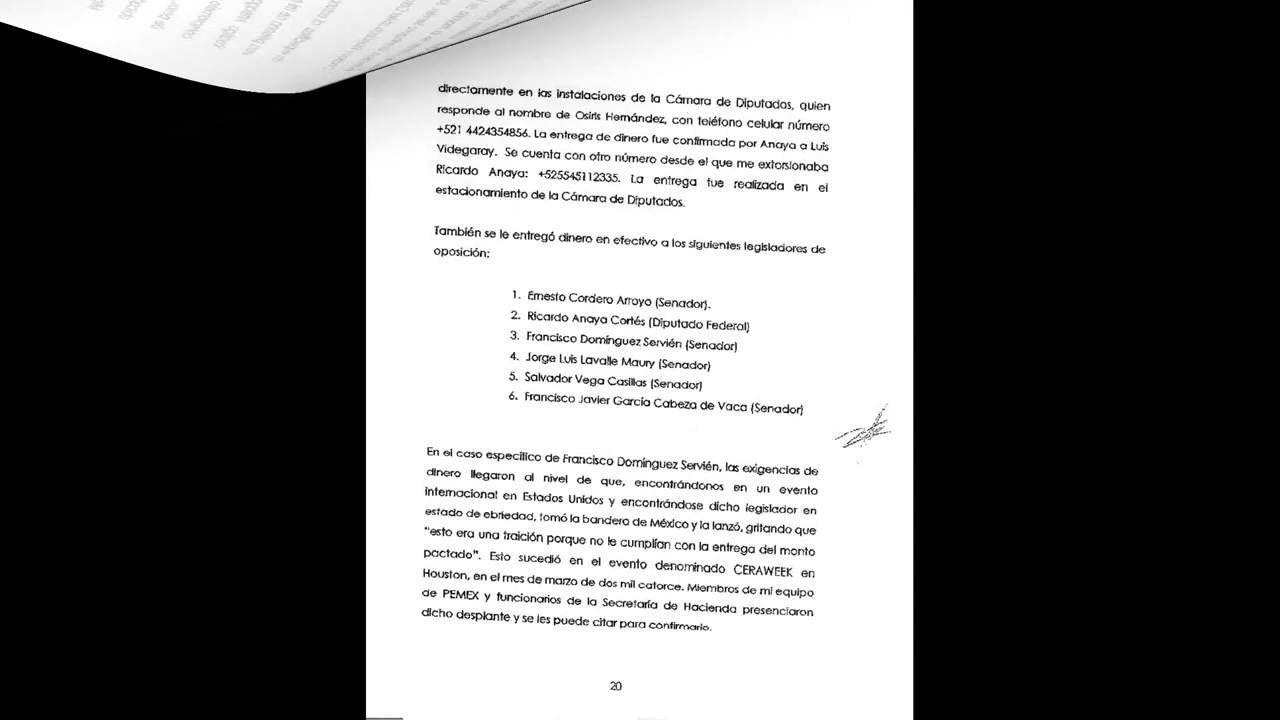 directamente en las instalaciones de la Cámara de Diputados, quien
responde al nombre de Osiris Hernández, con teléfono celular número
+521 4424354856. La entrega de dinero fue confirmada por Anaya a Luis
Videgaray. Se cuenta con otro número desde el que me extorsionaba
Ricardo Anaya: +525545112335. La entrega fue realizada en el
estacionamiento de la Cámara de Diputados.
También se le entregó dinero en efectivo a los siguientes legisladores de
oposición:
1. Ernesto Cordero Arroyo (Senador).
2. Ricardo Anaya Cortés (Diputado Federal)
3. Francisco Domínguez Servién (Senador)
4. Jorge Luis Lavalle Maury (Senador)
5. Salvador Vega Casillas (Senador)
6. Francisco Javier García Cabeza de Vaca (Senador)
En el caso específico de Francisco Domínguez Servién, las exigencias de
dinero llegaron al nivel de que, encontrándonos en un evento
internacional en Estados Unidos y encontrándose dicho legislador en
estado de ebriedad, tomó la bandera de México y la lanzó, gritando que
"esto era una traición porque no le cumplían con la entrega del monto
pactado". Esto sucedió en el evento denominado CERAWEEK en
Houston, en el mes de marzo de dos mil catorce. Miembros de mi equipo
de PEMEX y funcionarios de la Secretaría de Hacienda presenciaron
dicho desplante y se les puede citar para confirmarlo.
20